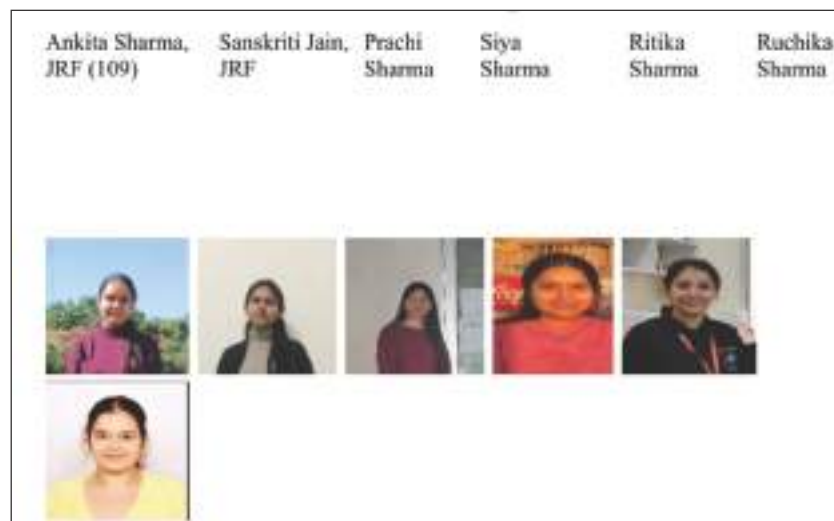 Ankita Sharma, Sanskriti Jain, Prachi Siya Ritika Ruchika
JRF (109) JRF Sharma Sharma Sharma Sharma